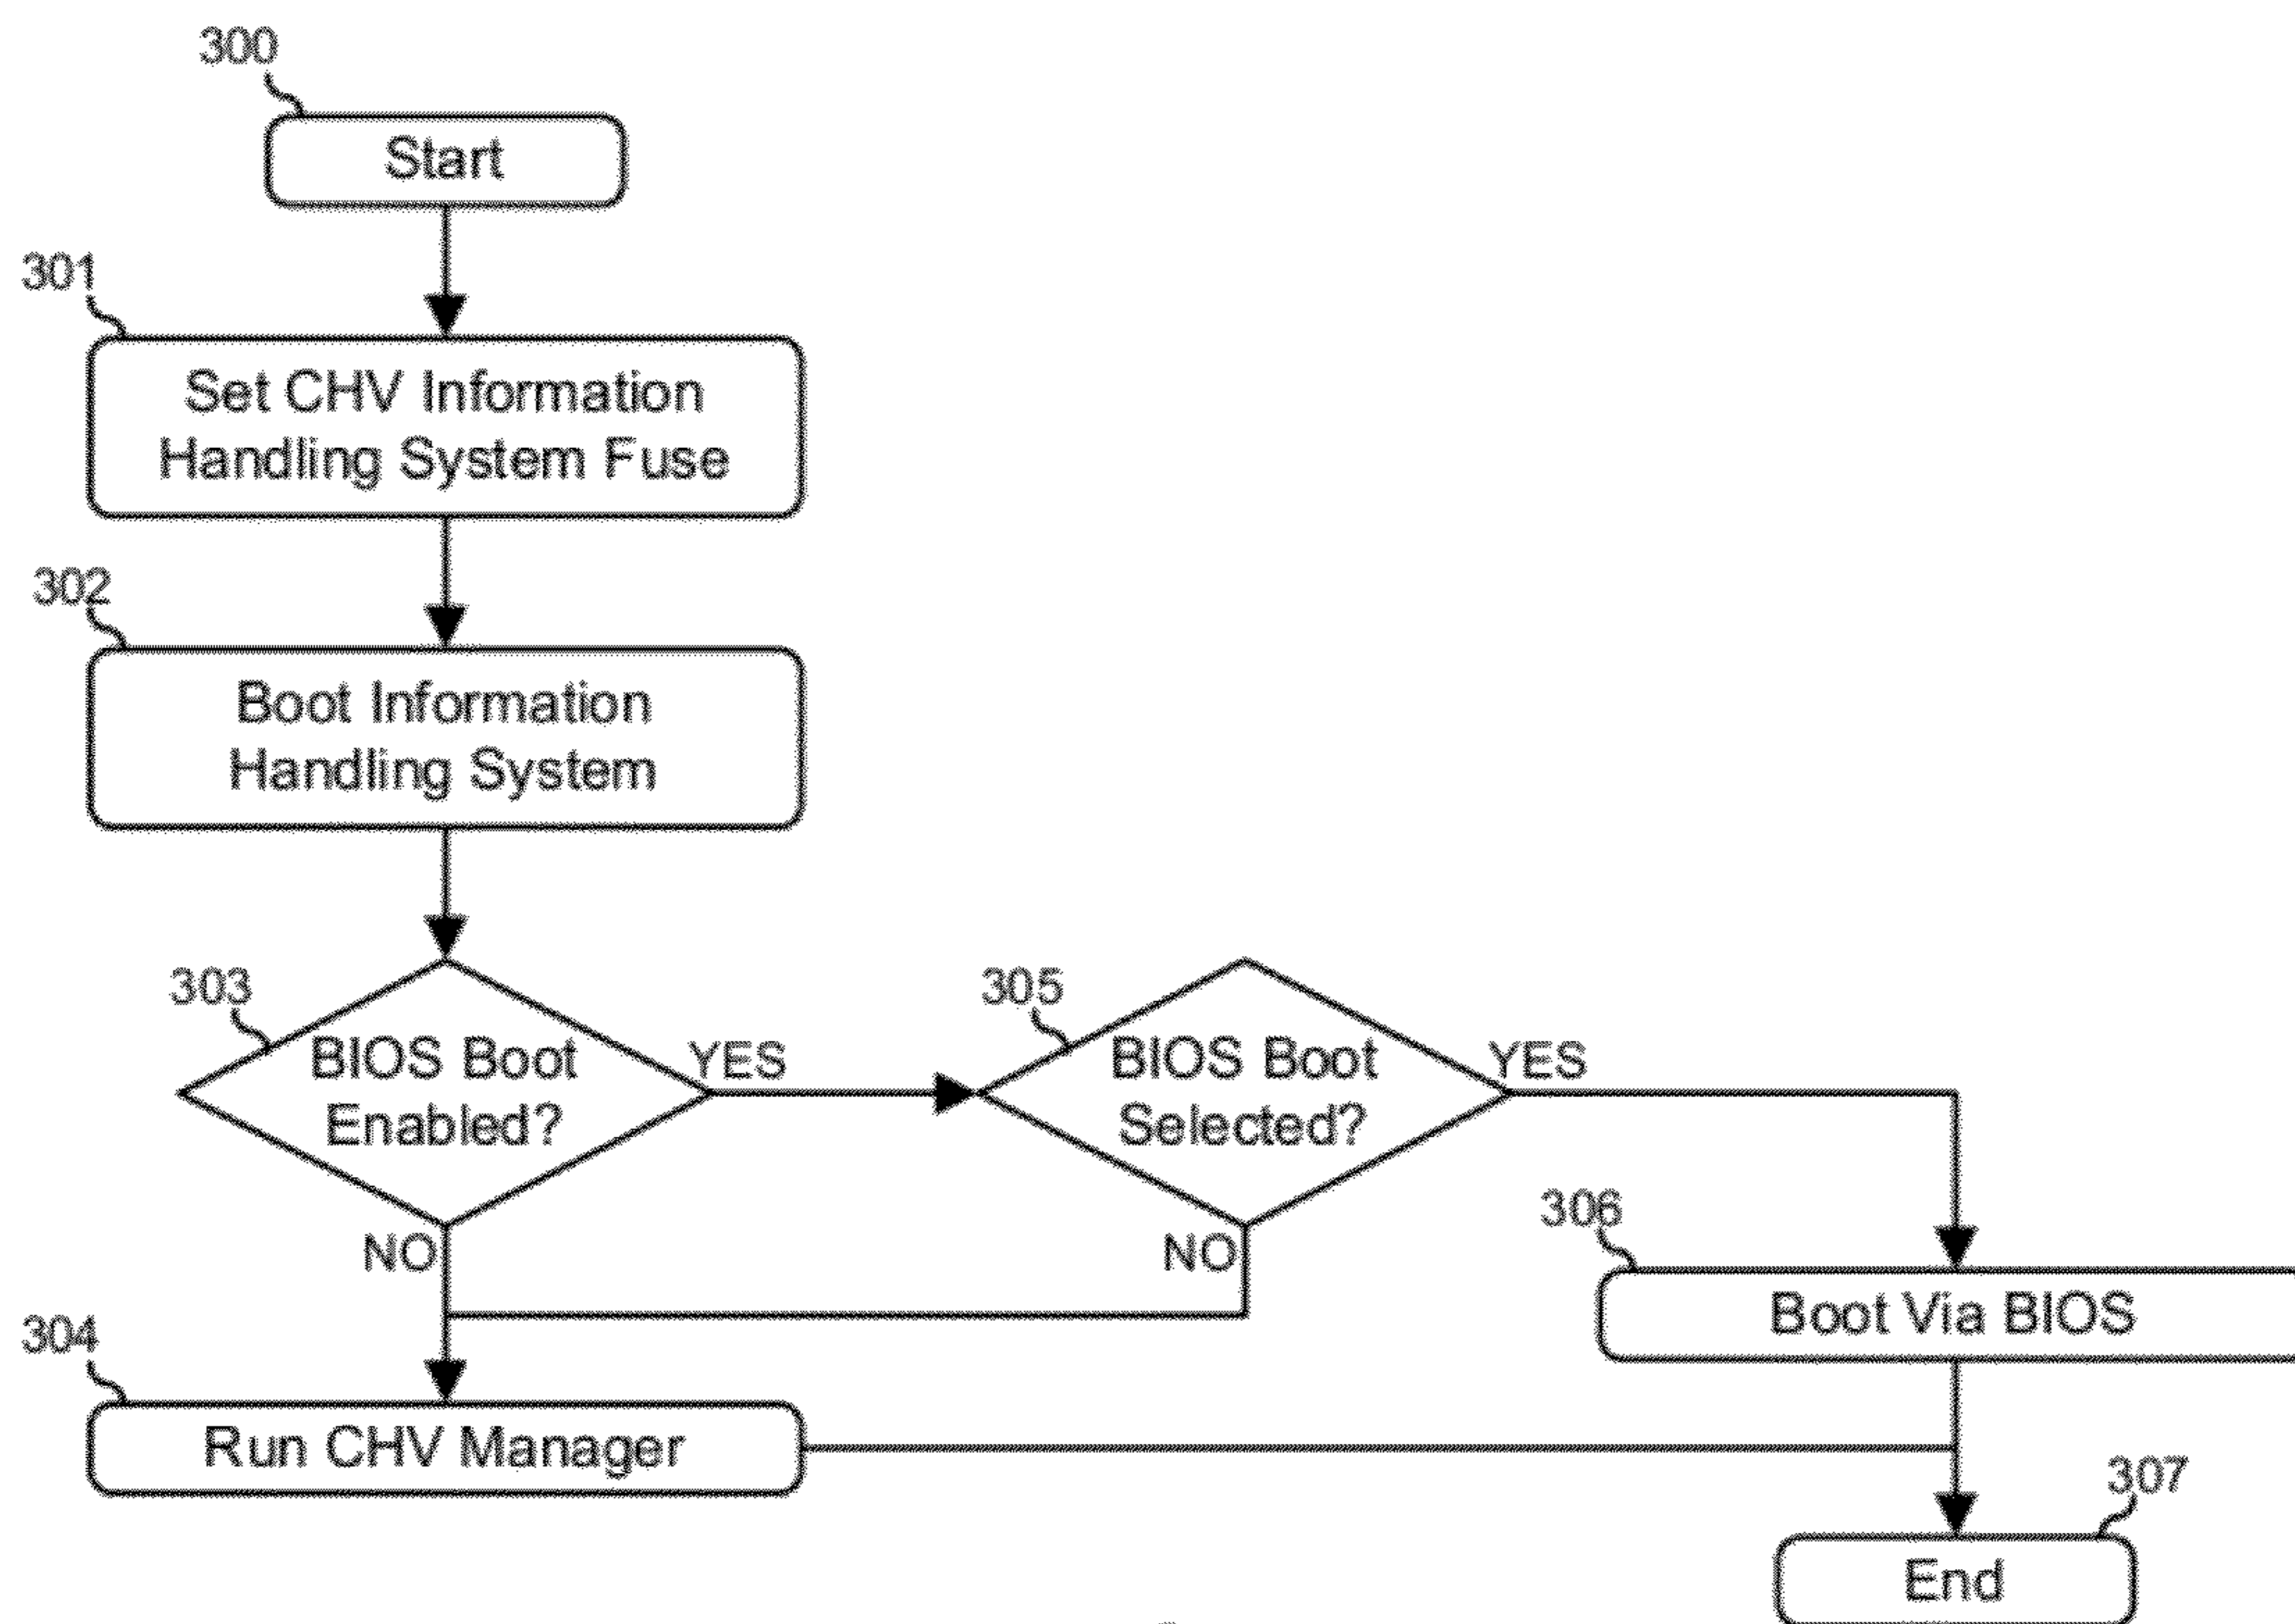 300
Start
301
Set CHV Information
Handling System Fuse
302
Boot Information
Handling System
303
BIOS Boot
Enabled?
YES
NO
305
BIOS Boot
Selected?
YES
NO
306
Boot Via BIOS
304
Run CHV Manager
307
End